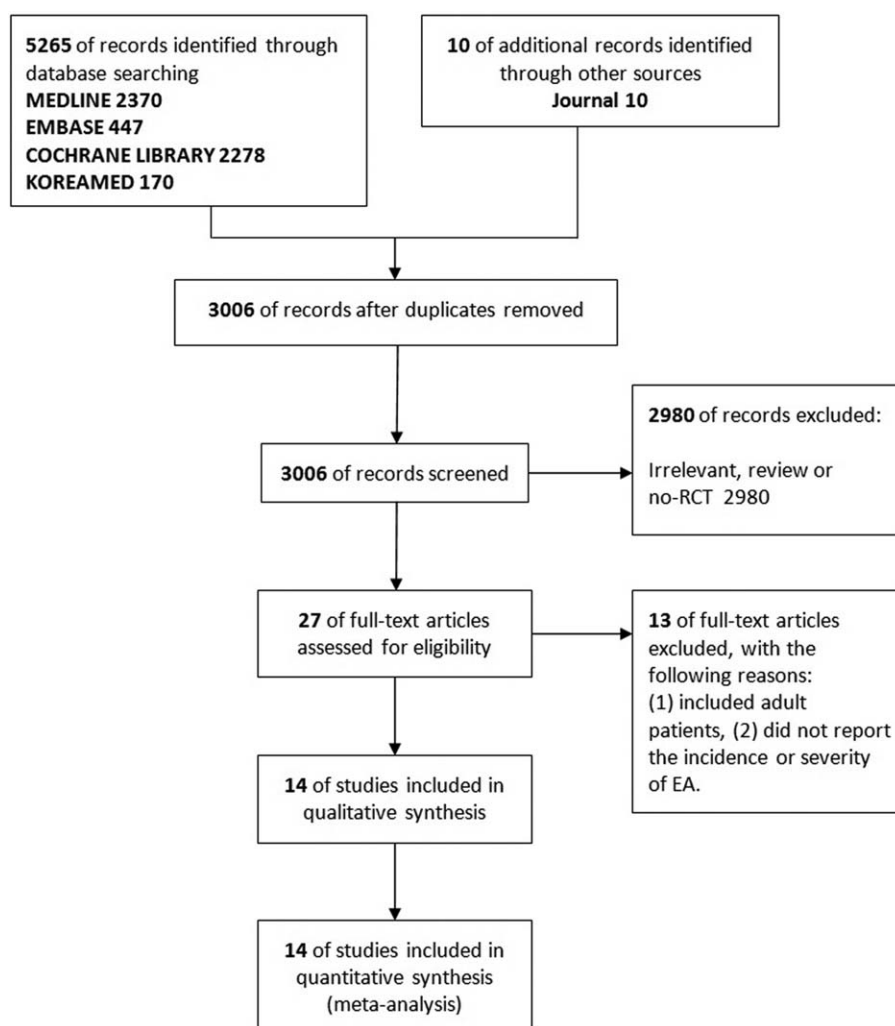 5265 of records identified through
database searching
MEDLINE 2370
EMBASE 447
COCHRANE LIBRARY 2278
KOREAMED 170
10 of additional records identified
through other sources
Journal 10
3006 of records after duplicates removed
3006 of records screened
2980 of records excluded:
Irrelevant, review or
no-RCT 2980
27 of full-text articles
assessed for eligibility
13 of full-text articles
excluded, with the
following reasons:
(1) included adult
patients, (2) did not report
the incidence or severity
of EA.
14 of studies included in
qualitative synthesis
14 of studies included in
quantitative synthesis
(meta-analysis)